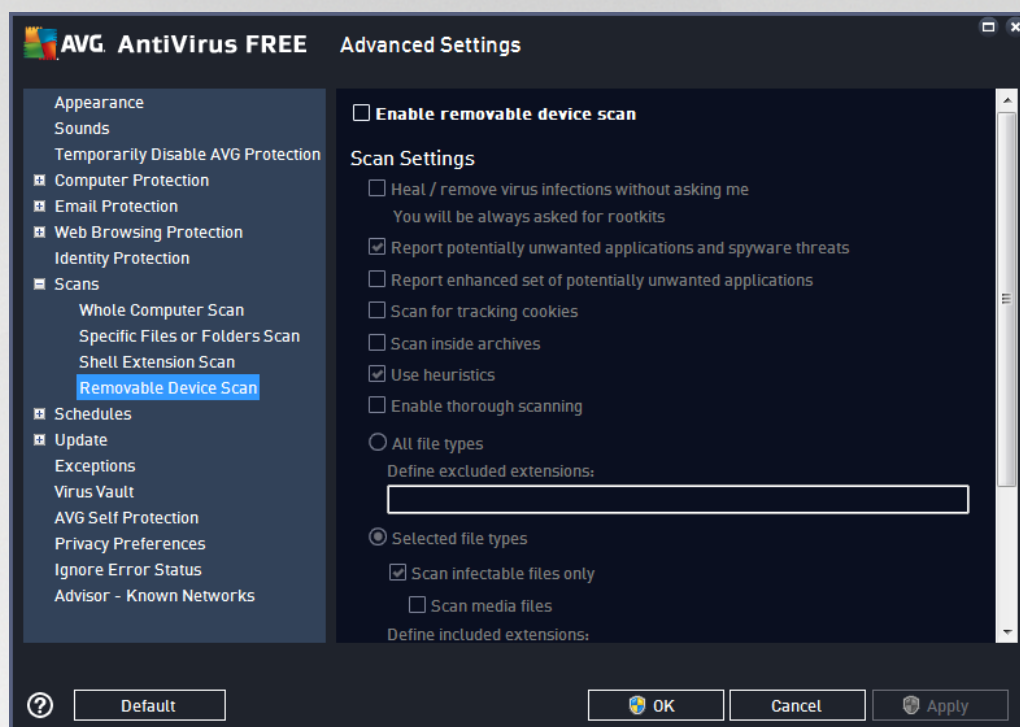 AVG. AntiVirus FREE Advanced Settings
Appearance
Sounds
Temporarily Disable AVG Protection
Computer Protection
Email Protection
Web Browsing Protection
Identity Protection
Scans
Whole Computer Scan
Specific Files or Folders Scan
Shell Extension Scan
Removable Device Scan
Schedules
Update
Exceptions
Virus Vault
AVG Self Protection
Privacy Preferences
Ignore Error Status
Advisor - Known Networks
Enable removable device scan
Scan Settings
Heal / remove virus infections without asking me
You will be always asked for rootkits
Report potentially unwanted applications and spyware threats
Report enhanced set of potentially unwanted applications
Scan for tracking cookies
Scan inside archives
Use heuristics
Enable thorough scanning
All file types
Define excluded extensions:
Selected file types
Scan infectable files only
Scan media files
Define included extensions:
? Default OK Cancel Apply